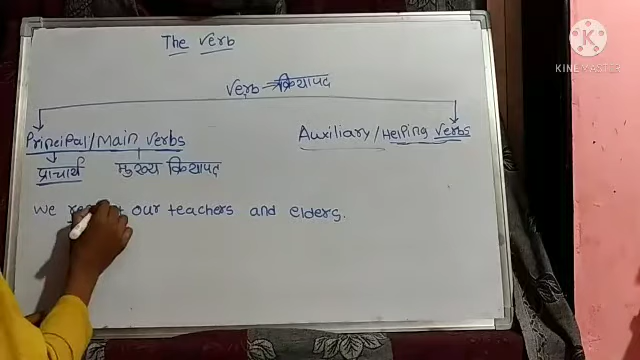 The verb
Verb → क्रियापद
Principal/Main verbs
Auxiliary/Helping verbs
प्राचार्य मुख्य क्रियापद
We our teachers and elders.
KINEMASTER